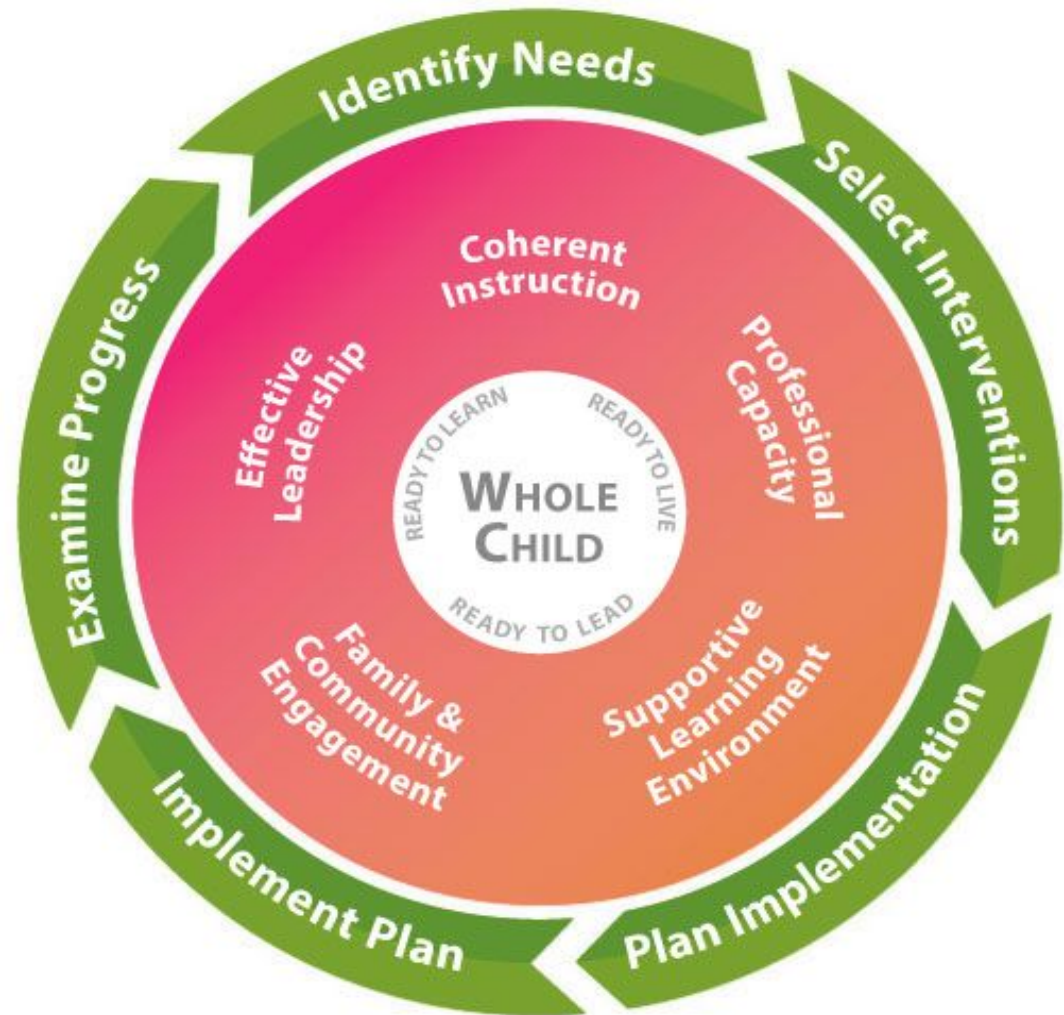 Identify Needs
Select Interventions
Plan Implementation
Implement Plan
Examine Progress
Coherent
Instruction
Professional
Capacity
Supportive
Learning
Environment
Family &
Community
Engagement
Effective
Leadership
READY TO LEARN
READY TO LIVE
READY TO LEAD
WHOLE
CHILD